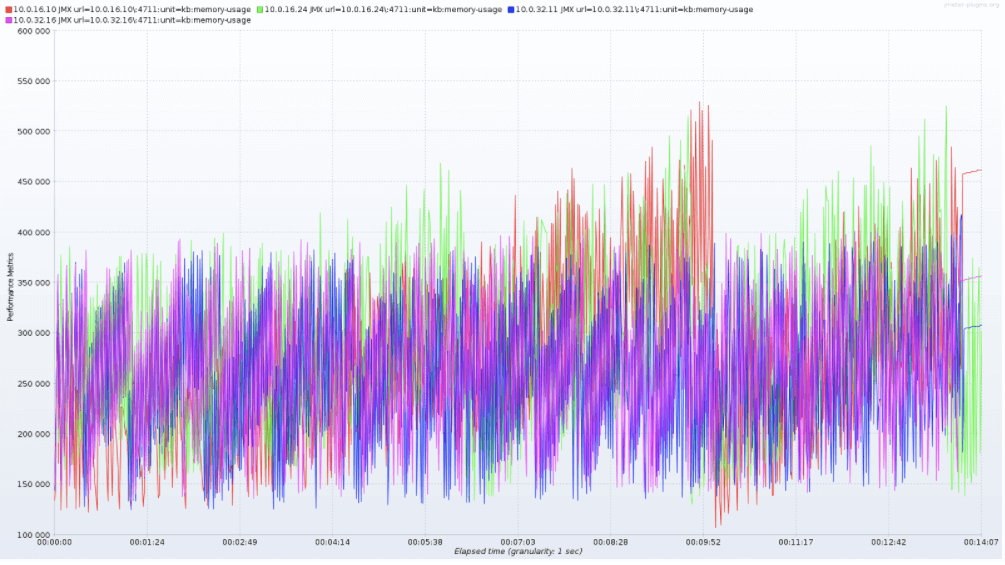 10.0.16.10 JMX url=10.0.16.10\:4711:unit=kb:memory-usage 10.0.16.24 JMX url=10.0.16.24\:4711:unit=kb:memory-usage 10.0.32.11 JMX url=10.0.32.11\:4711:unit=kb:memory-usage
jmeter-plugins.org
10.0.32.16 JMX url=10.0.32.16\:4711:unit=kb:memory-usage
600 000
550 000
500 000
450 000
400 000
350 000
300 000
250 000
200 000
150 000
100 000
Performance Metrics
00:00:00 00:01:24 00:02:49 00:04:14 00:05:38 00:07:03 00:08:28 00:09:52 00:11:17 00:12:42 00:14:07
Elapsed time (granularity: 1 sec)